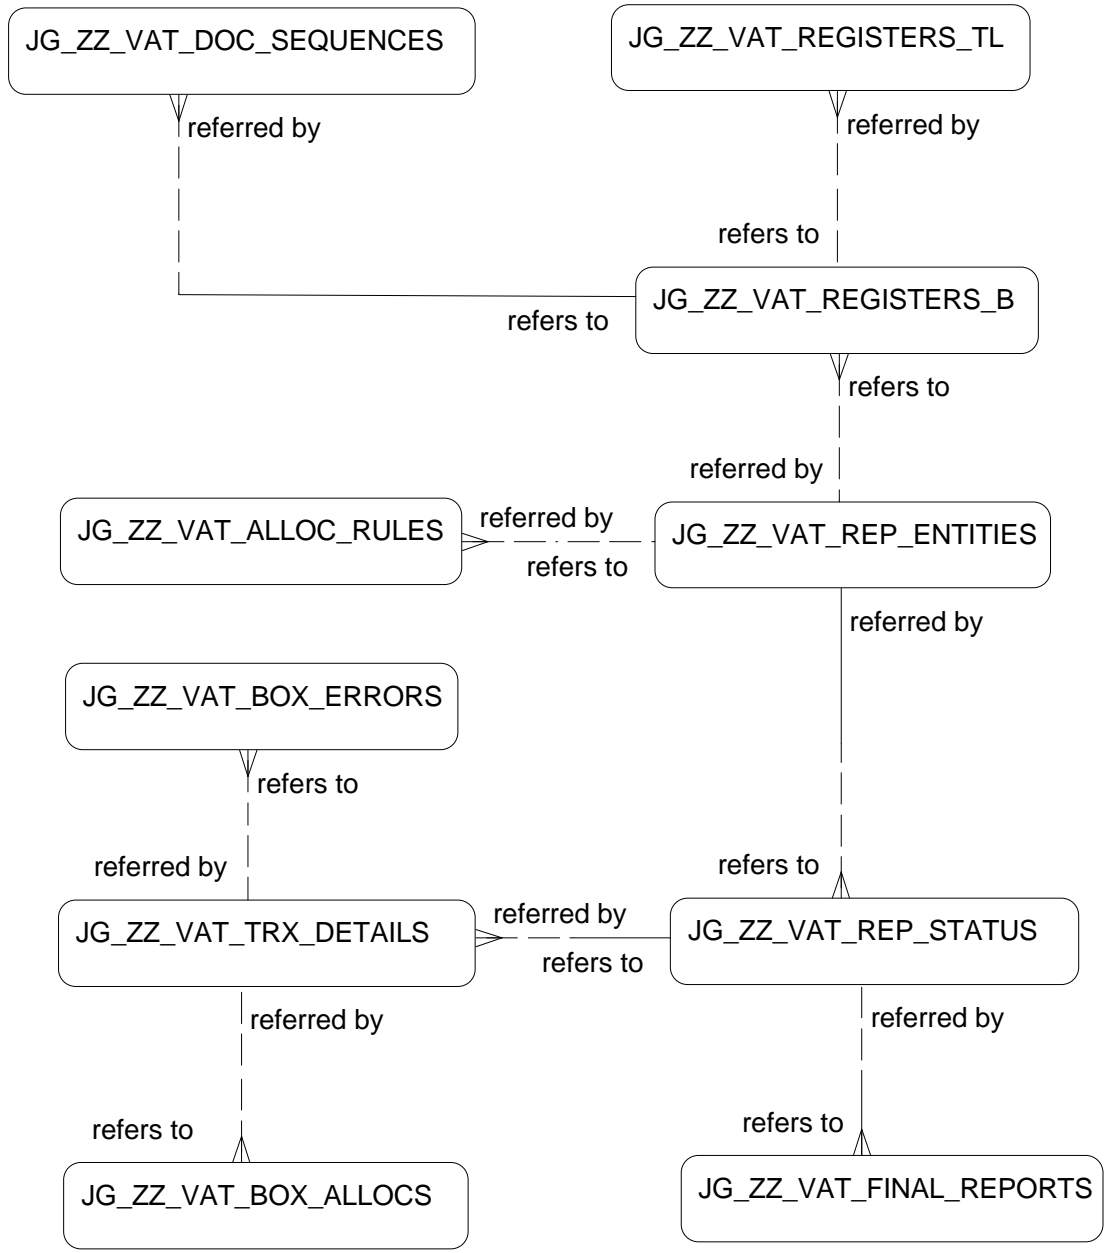 JG_ZZ_VAT_DOC_SEQUENCES
JG_ZZ_VAT_REGISTERS_TL
referred by
referred by
refers to
JG_ZZ_VAT_REGISTERS_B
refers to
refers to
referred by
JG_ZZ_VAT_ALLOC_RULES
referred by
refers to
JG_ZZ_VAT_REP_ENTITIES
referred by
JG_ZZ_VAT_BOX_ERRORS
refers to
referred by
refers to
JG_ZZ_VAT_TRX_DETAILS
referred by
refers to
JG_ZZ_VAT_REP_STATUS
referred by
referred by
refers to
refers to
JG_ZZ_VAT_BOX_ALLOCS
JG_ZZ_VAT_FINAL_REPORTS